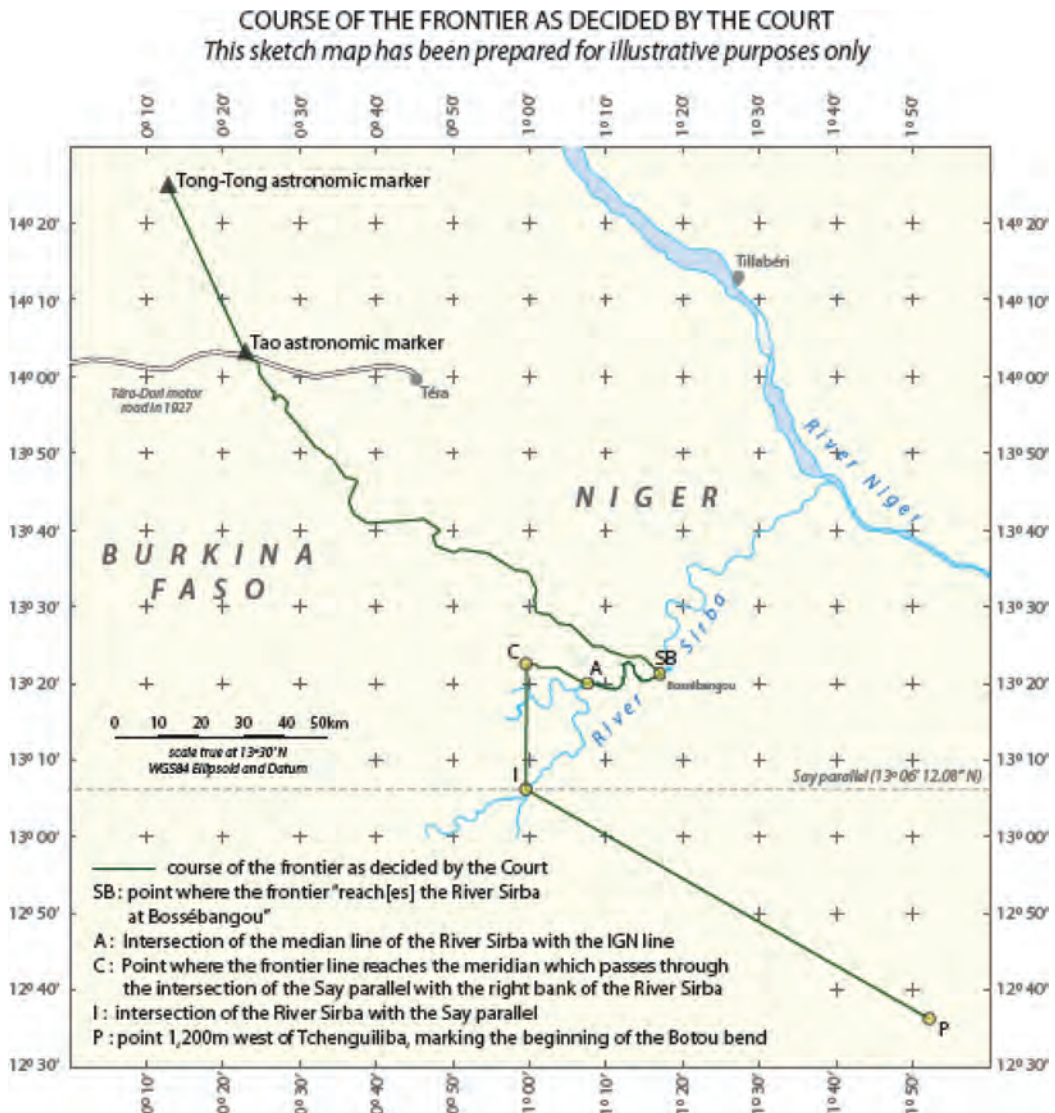 COURSE OF THE FRONTIER AS DECIDED BY THE COURT
This sketch map has been prepared for illustrative purposes only
0º 10'
0º 20'
0º 30'
0º 40'
0º 50'
1º 00'
1º 10'
1º 20'
1º 30'
1º 40'
1º 50'
Tong-Tong astronomic marker
14º 20'
14º 20'
Tillabéri
14º 10'
14º 10'
Tao astronomic marker
14º 00'
14º 00'
Téra-Dori motor
road in 1927
Téra
13º 50'
13º 50'
River Niger
NIGER
13º 40'
13º 40'
BURKINA
FASO
13º 30'
13º 30'
River Sirba
C
A
SB
Bossébangou
13º 20'
13º 20'
0 10 20 30 40 50km
scale true at 13º30' N
WGS84 Ellipsoid and Datum
13º 10'
13º 10'
I
Say parallel (13º 06' 12.08" N)
13º 00'
13º 00'
course of the frontier as decided by the Court
SB : point where the frontier "reach[es] the River Sirba
at Bossébangou"
12º 50'
12º 50'
A : Intersection of the median line of the River Sirba with the IGN line
C : Point where the frontier line reaches the meridian which passes through
the intersection of the Say parallel with the right bank of the River Sirba
12º 40'
12º 40'
I : intersection of the River Sirba with the Say parallel
P : point 1,200m west of Tchenguiliba, marking the beginning of the Botou bend
P
12º 30'
12º 30'
0º 10'
0º 20'
0º 30'
0º 40'
0º 50'
1º 00'
1º 10'
1º 20'
1º 30'
1º 40'
1º 50'